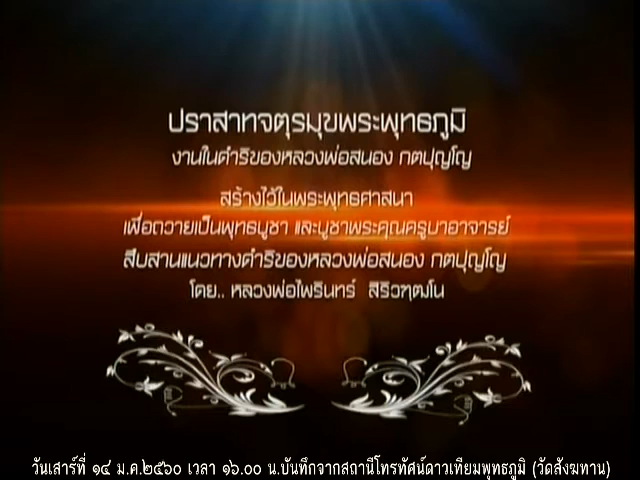 ปราสาทจตุรมุขพระพุทธภูมิ
งานในดำริของหลวงพ่อสนอง กตปุญโญ
สร้างไว้ในพระพุทธศาสนา
เพื่อถวายเป็นพุทธบูชา และบูชาพระคุณครูบาอาจารย์
สืบสานแนวทางดำริของหลวงพ่อสนอง กตปุญโญ
โดย.. หลวงพ่อไพรินทร์ สิริวฑฺฒโน
วันเสาร์ที่ ๑๔ ม.ค.๒๕๖๐ เวลา ๑๖.๐๐ น.บันทึกจากสถานีโทรทัศน์ดาวเทียมพุทธภูมิ (วัดสังฆทาน)